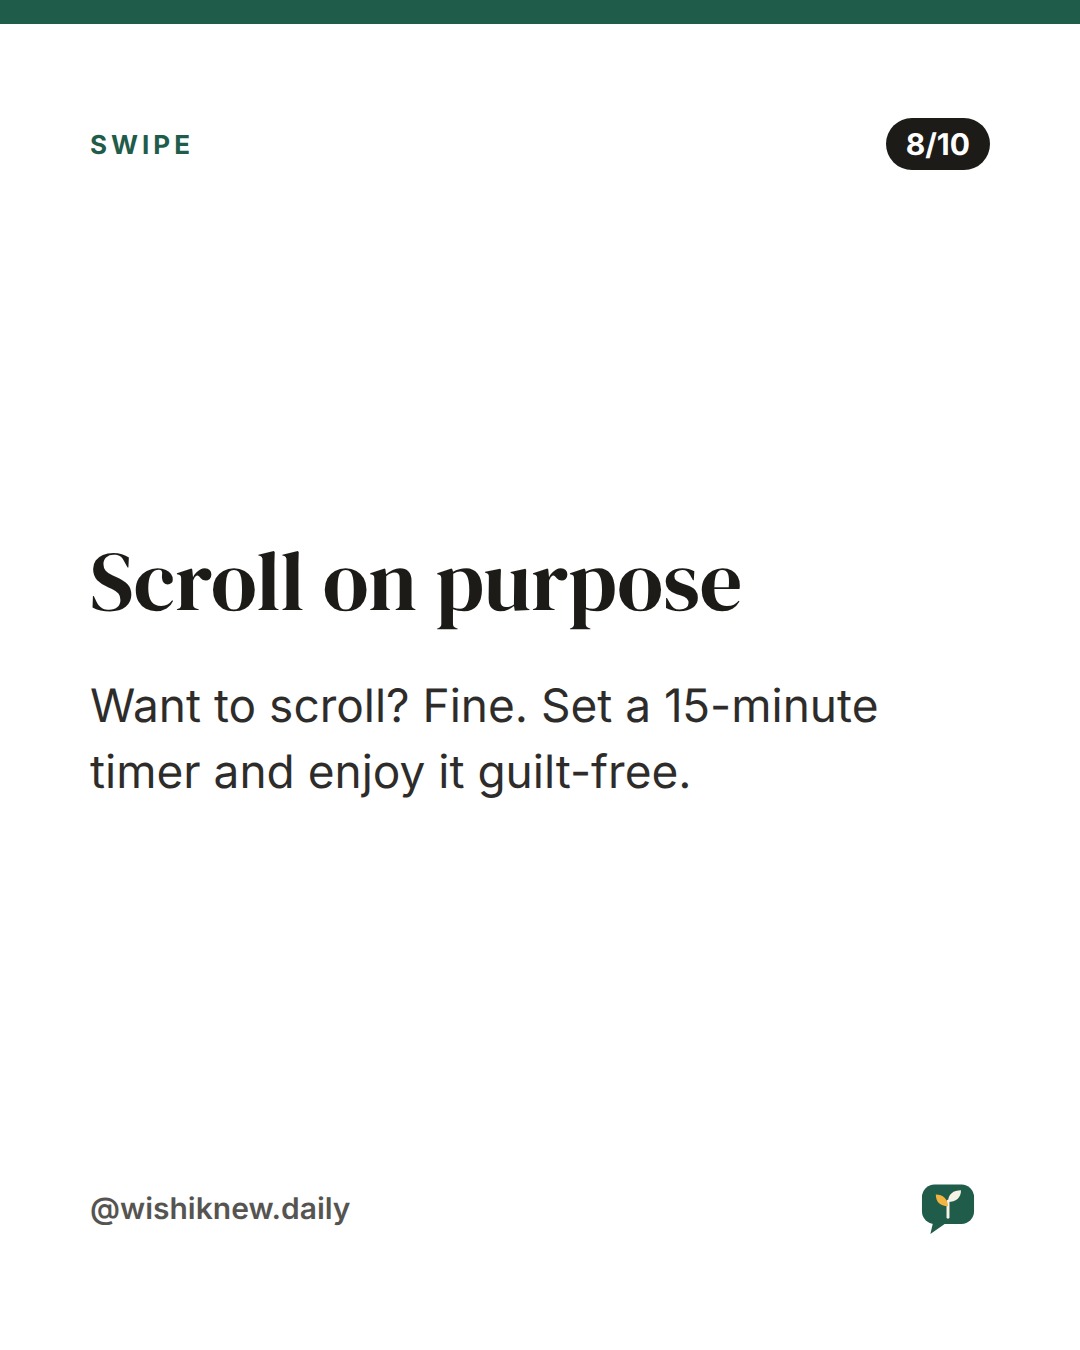 SWIPE
8/10
Scroll on purpose
Want to scroll? Fine. Set a 15-minute
timer and enjoy it guilt-free.
@wishiknew.daily